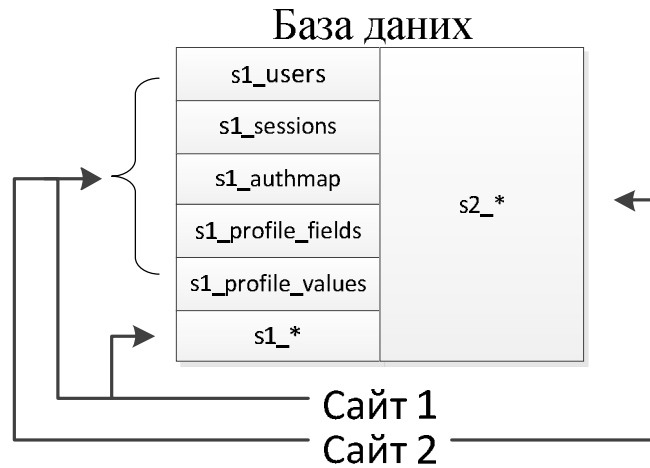 База даних
s1_users
s1_sessions
s1_authmap
s1_profile_fields
s1_profile_values
s1_*
s2_*
Сайт 1
Сайт 2